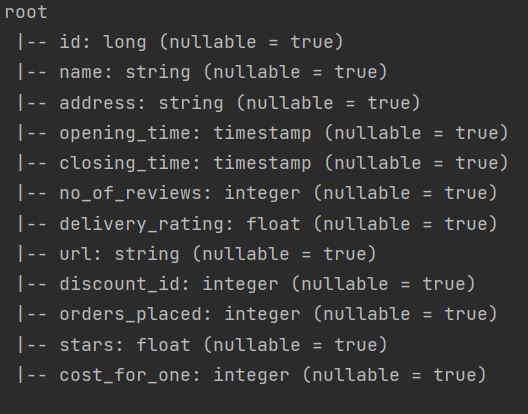 root
 |-- id: long (nullable = true)
 |-- name: string (nullable = true)
 |-- address: string (nullable = true)
 |-- opening_time: timestamp (nullable = true)
 |-- closing_time: timestamp (nullable = true)
 |-- no_of_reviews: integer (nullable = true)
 |-- delivery_rating: float (nullable = true)
 |-- url: string (nullable = true)
 |-- discount_id: integer (nullable = true)
 |-- orders_placed: integer (nullable = true)
 |-- stars: float (nullable = true)
 |-- cost_for_one: integer (nullable = true)